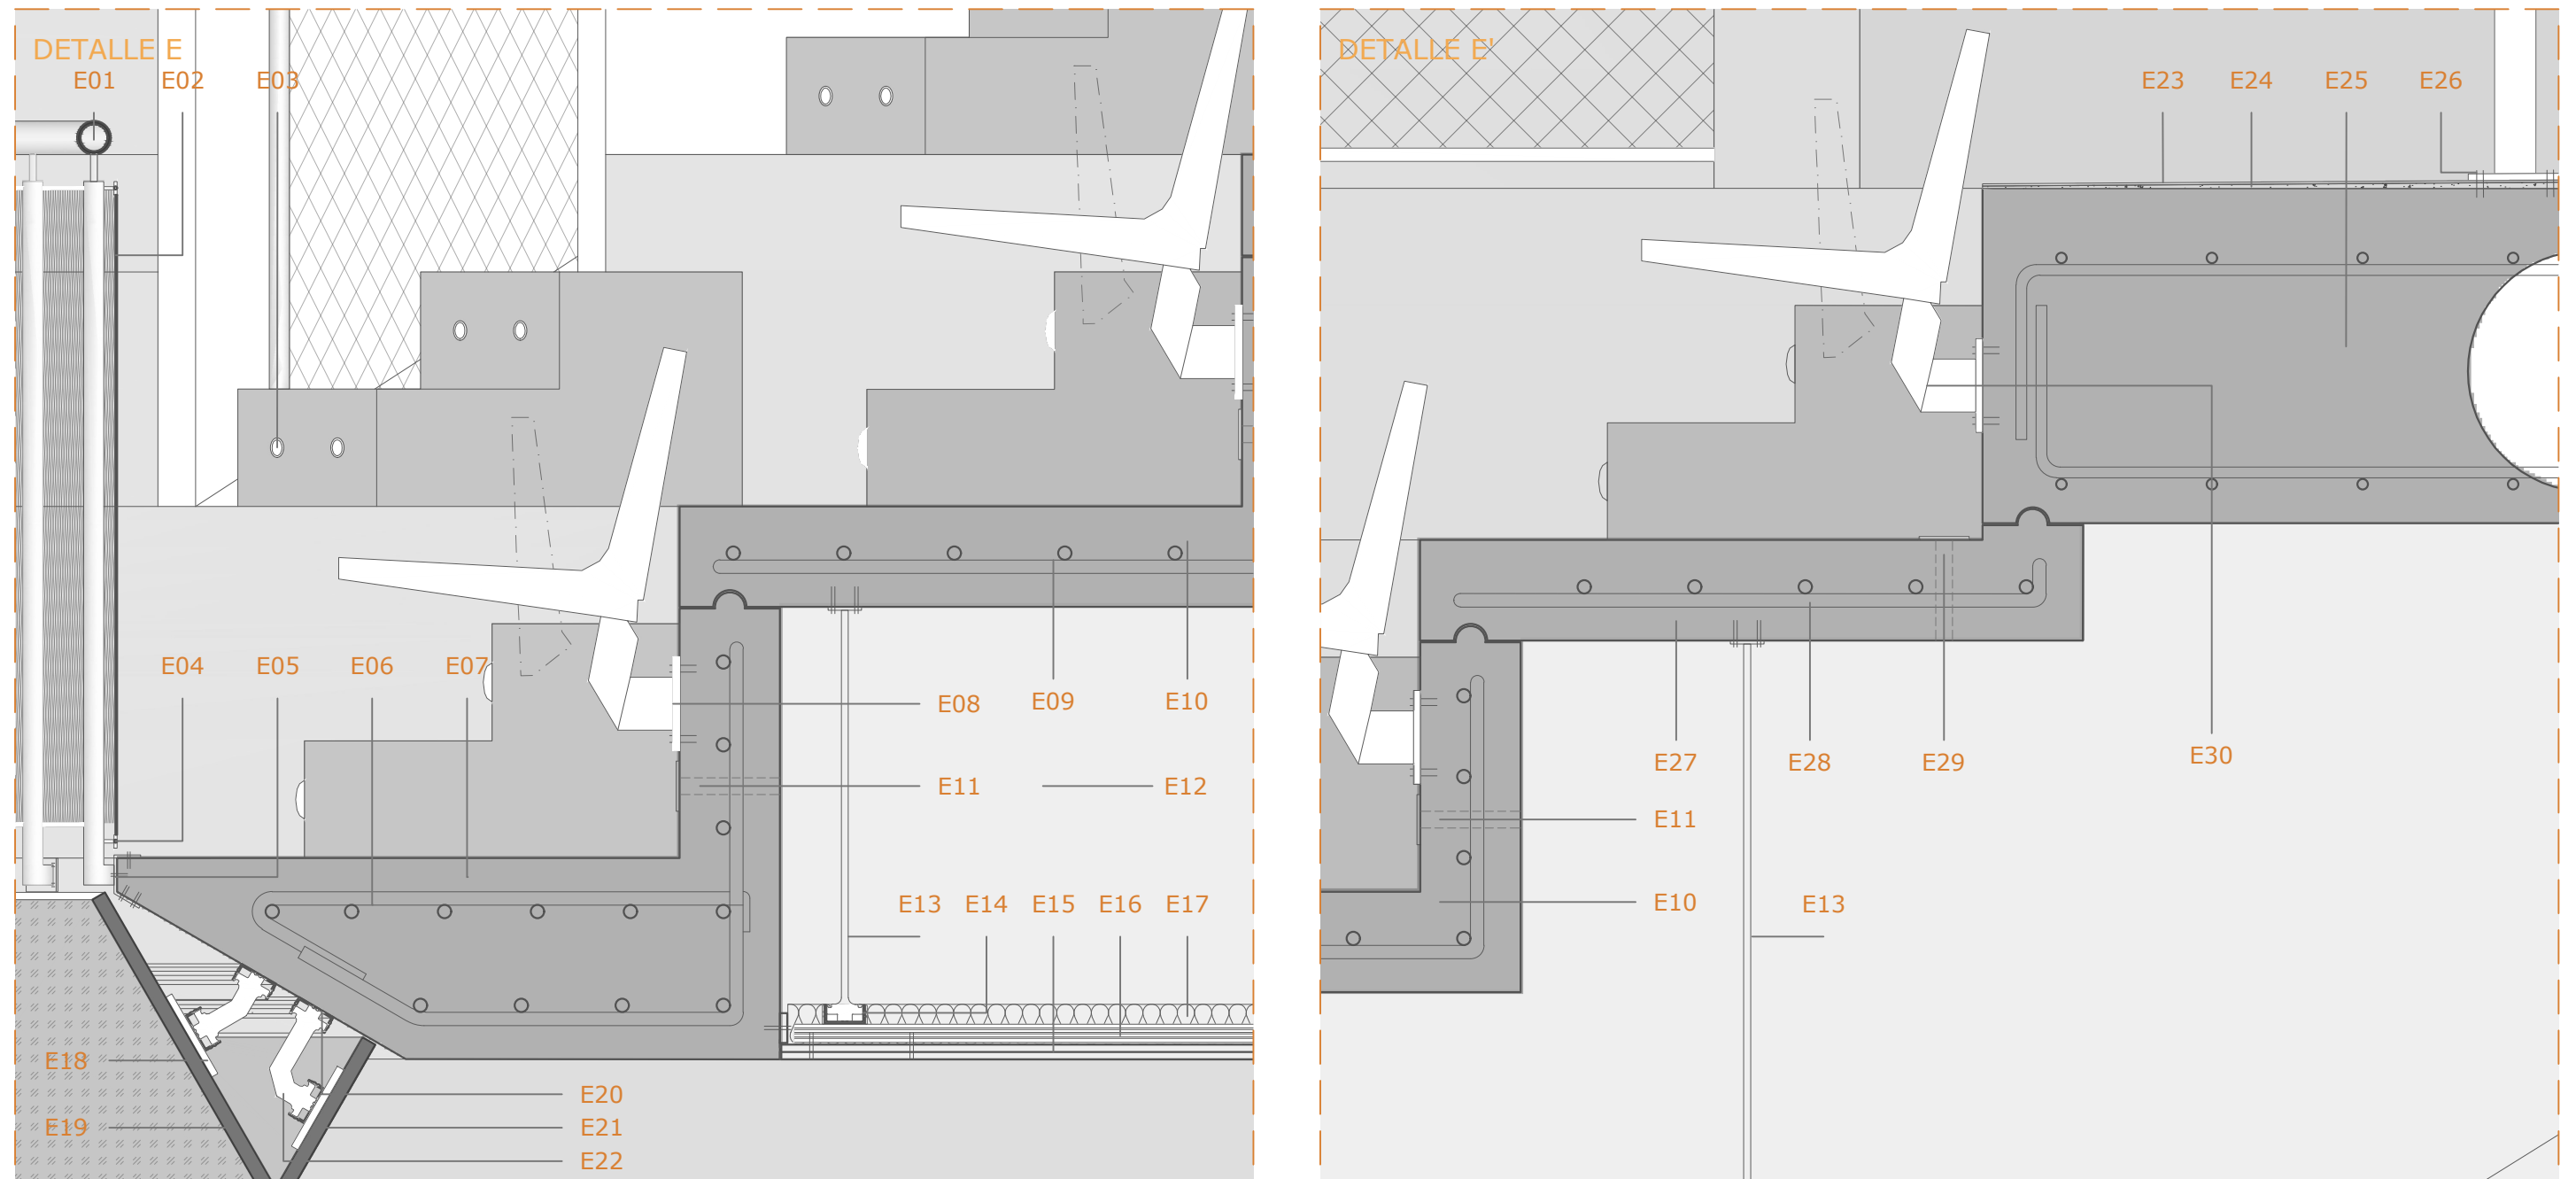 DETALLE E
E01 E02 E03
E04 E05 E06 E07
E08 E09 E10
E11 E12
E13 E14 E15 E16 E17
E18
E19
E20
E21
E22
DETALLE E'
E23 E24 E25 E26
E27 E28 E29 E30
E11
E10 E13